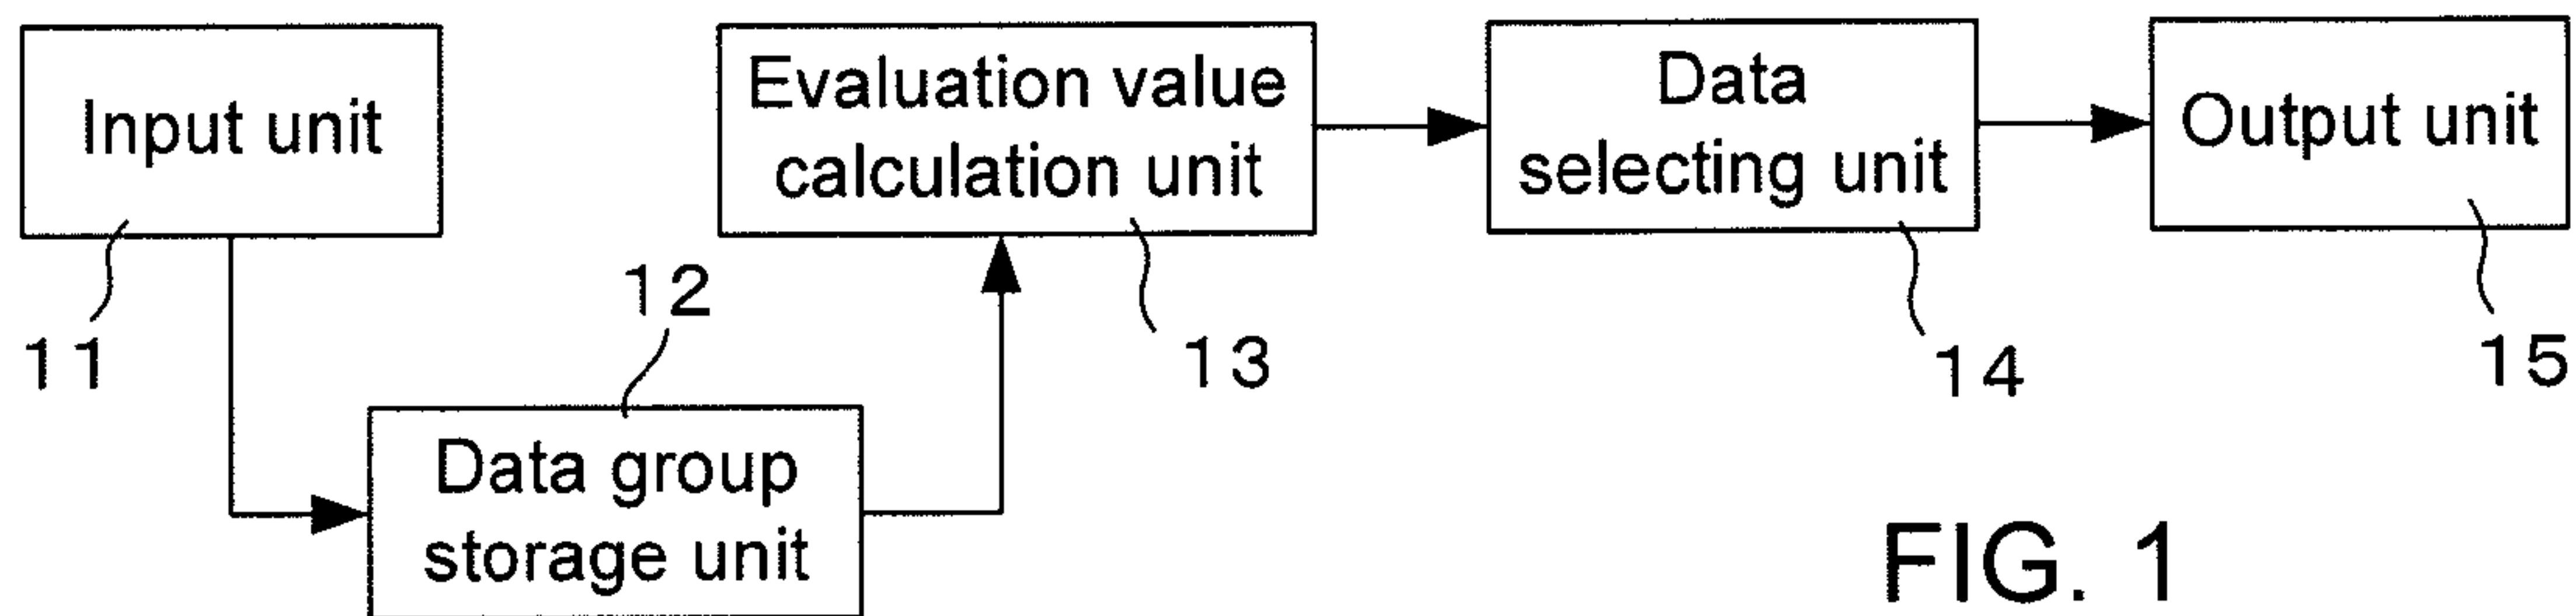 Input unit
11
Data group
storage unit
12
Evaluation value
calculation unit
13
Data
selecting unit
14
Output unit
15
FIG. 1